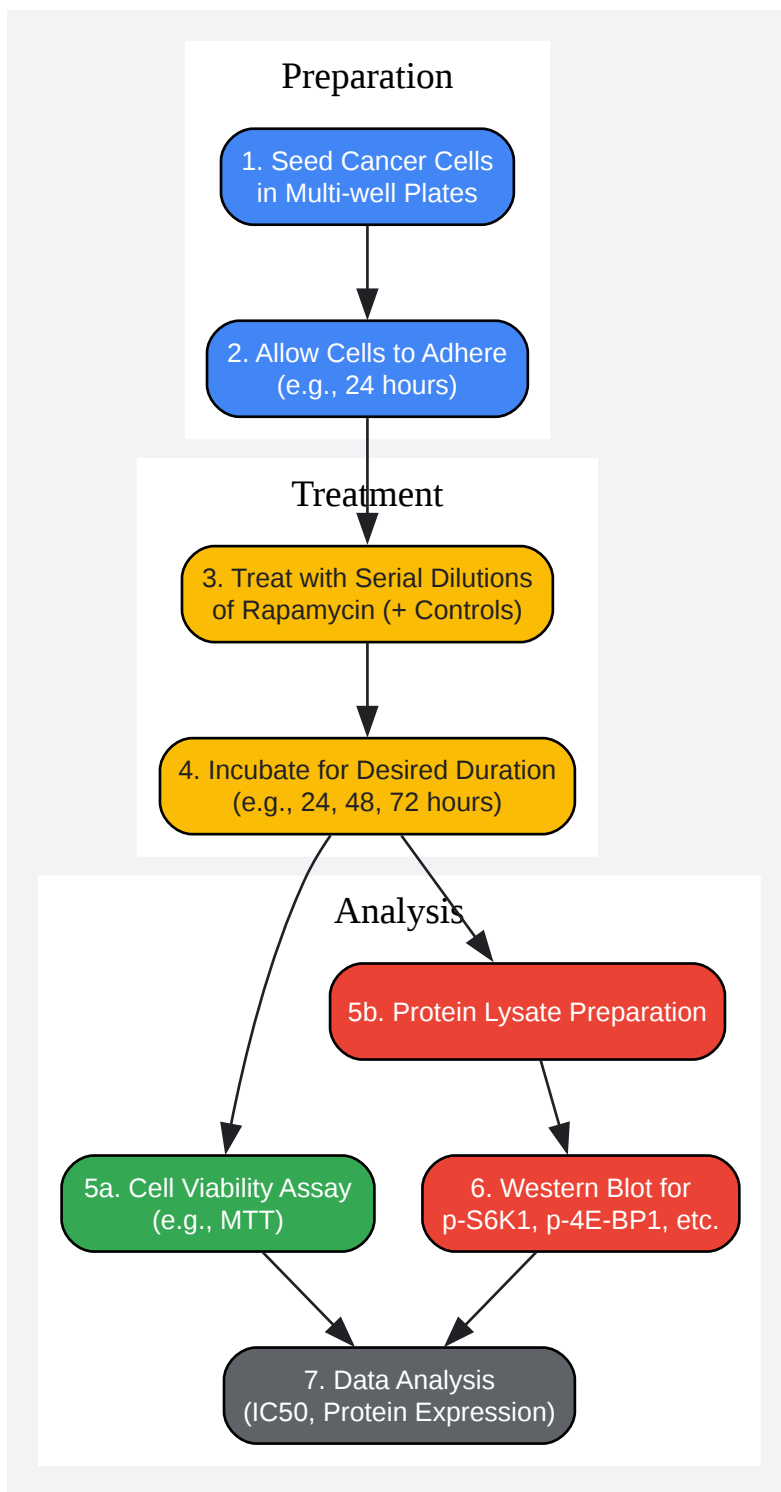 Preparation
1. Seed Cancer Cells
in Multi-well Plates
2. Allow Cells to Adhere
(e.g., 24 hours)
Treatment
3. Treat with Serial Dilutions
of Rapamycin (+ Controls)
4. Incubate for Desired Duration
(e.g., 24, 48, 72 hours)
Analysis
5b. Protein Lysate Preparation
5a. Cell Viability Assay
(e.g., MTT)
6. Western Blot for
p-S6K1, p-4E-BP1, etc.
7. Data Analysis
(IC50, Protein Expression)